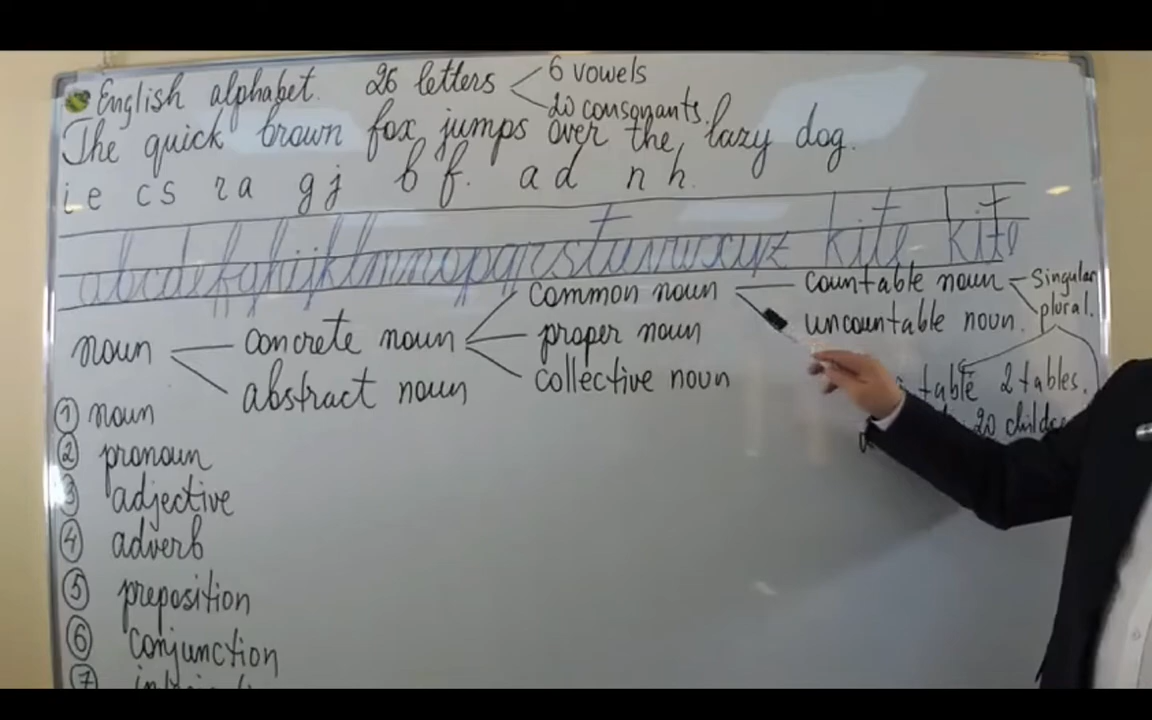 English alphabet. 26 letters
6 vowels
20 consonants.
The quick brown fox jumps over the lazy dog.
i e c s r a g j b f. a d n h.
abcdefghijklmnopqrstuvwxyz kite kite
common noun countable noun singular
plural.
noun concrete noun proper noun uncountable noun.
abstract noun collective noun table 2 tables.
① noun 20
② pronoun
③ adjective
④ adverb
⑤ preposition
⑥ conjunction
⑦